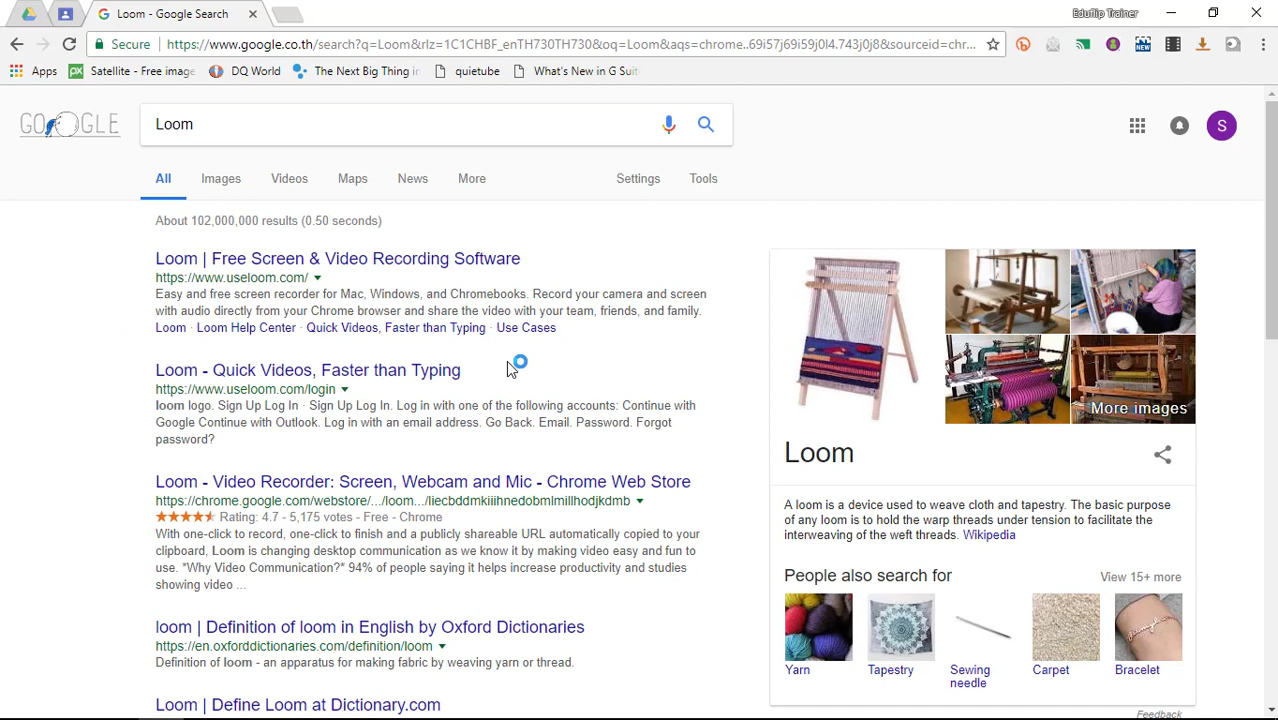 Loom - Google Search
Eduflip Trainer
Secure
https://www.google.co.th/search?q=Loom&rlz=1C1CHBF_enTH730TH730&oq=Loom&aqs=chrome..69i57j69i59j0l4.743j0j8&sourceid=chr...
Apps
Satellite - Free image
DQ World
The Next Big Thing in
quietube
What's New in G Suit
NEW
GO GLE
Loom
S
All
Images
Videos
Maps
News
More
Settings
Tools
About 102,000,000 results (0.50 seconds)
Loom | Free Screen & Video Recording Software
https://www.useloom.com/
Easy and free screen recorder for Mac, Windows, and Chromebooks. Record your camera and screen
with audio directly from your Chrome browser and share the video with your team, friends, and family.
Loom · Loom Help Center · Quick Videos, Faster than Typing · Use Cases
Loom - Quick Videos, Faster than Typing
https://www.useloom.com/login
loom logo. Sign Up Log In · Sign Up Log In. Log in with one of the following accounts: Continue with
Google Continue with Outlook. Log in with an email address. Go Back. Email. Password. Forgot
password?
Loom - Video Recorder: Screen, Webcam and Mic - Chrome Web Store
https://chrome.google.com/webstore/.../loom.../liecbddmkiiihnedobmlmillhodjkdmb
Rating: 4.7 - 5,175 votes - Free - Chrome
With one-click to record, one-click to finish and a publicly shareable URL automatically copied to your
clipboard, Loom is changing desktop communication as we know it by making video easy and fun to
use. *Why Video Communication?* 94% of people saying it helps increase productivity and studies
showing video ...
loom | Definition of loom in English by Oxford Dictionaries
https://en.oxforddictionaries.com/definition/loom
Definition of loom - an apparatus for making fabric by weaving yarn or thread.
Loom | Define Loom at Dictionary.com
More images
Loom
A loom is a device used to weave cloth and tapestry. The basic purpose
of any loom is to hold the warp threads under tension to facilitate the
interweaving of the weft threads. Wikipedia
People also search for
View 15+ more
Yarn
Tapestry
Sewing
needle
Carpet
Bracelet
Feedback